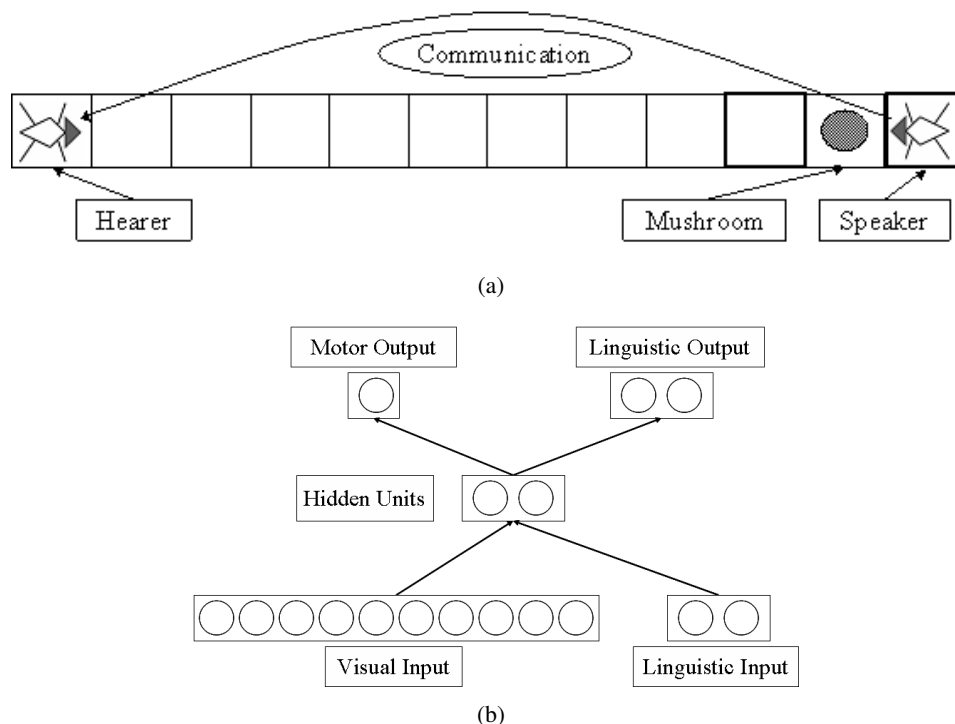 Communication
Hearer
Mushroom
Speaker
(a)
Motor Output
Linguistic Output
Hidden Units
Visual Input
Linguistic Input
(b)